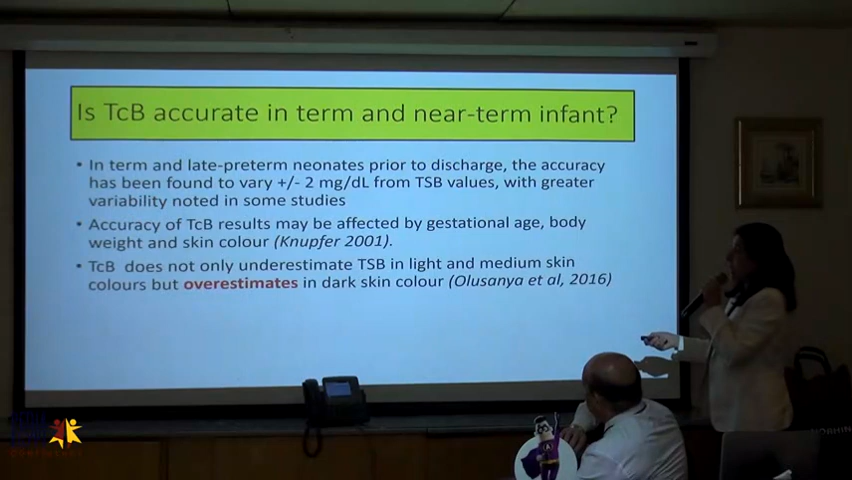 Is TcB accurate in term and near-term infant?
• In term and late-preterm neonates prior to discharge, the accuracy
has been found to vary +/- 2 mg/dL from TSB values, with greater
variability noted in some studies
• Accuracy of TcB results may be affected by gestational age, body
weight and skin colour (Knupfer 2001).
• TcB does not only underestimate TSB in light and medium skin
colours but overestimates in dark skin colour (Olusanya et al, 2016)